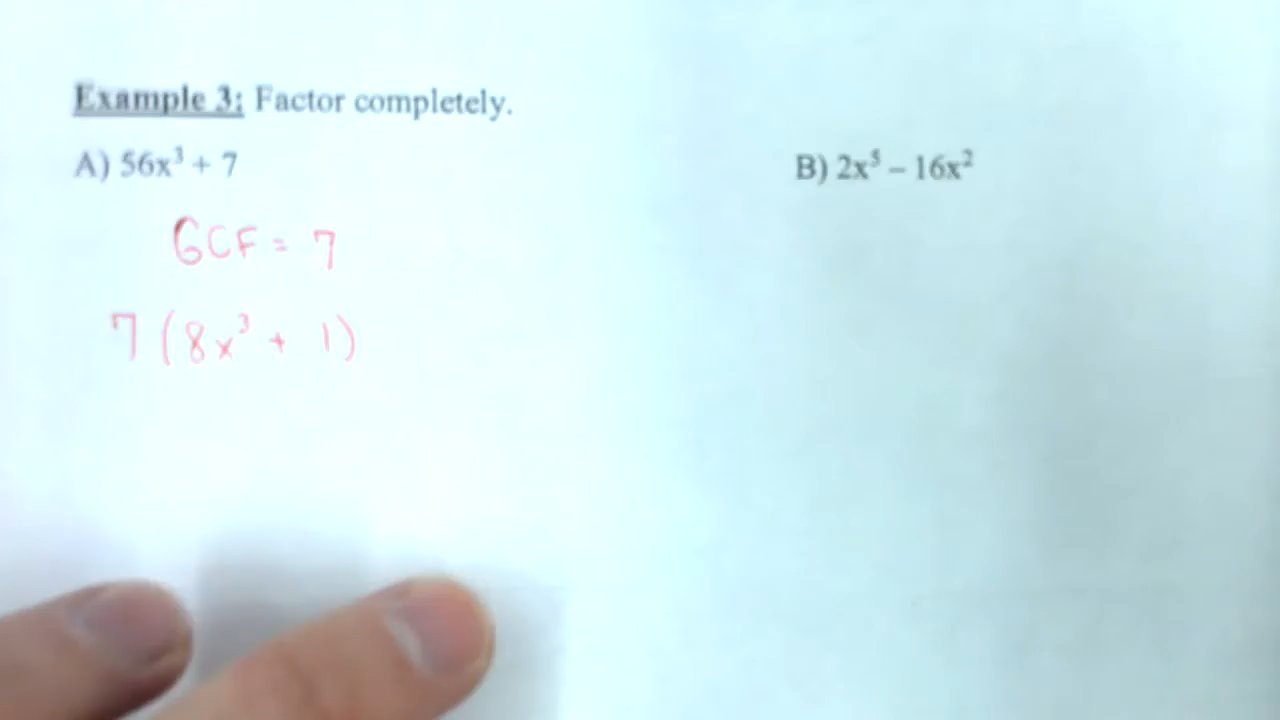 Example 3: Factor completely.
A) 56x³ + 7
B) 2x⁵ – 16x²
GCF = 7
7 (8x³ + 1)